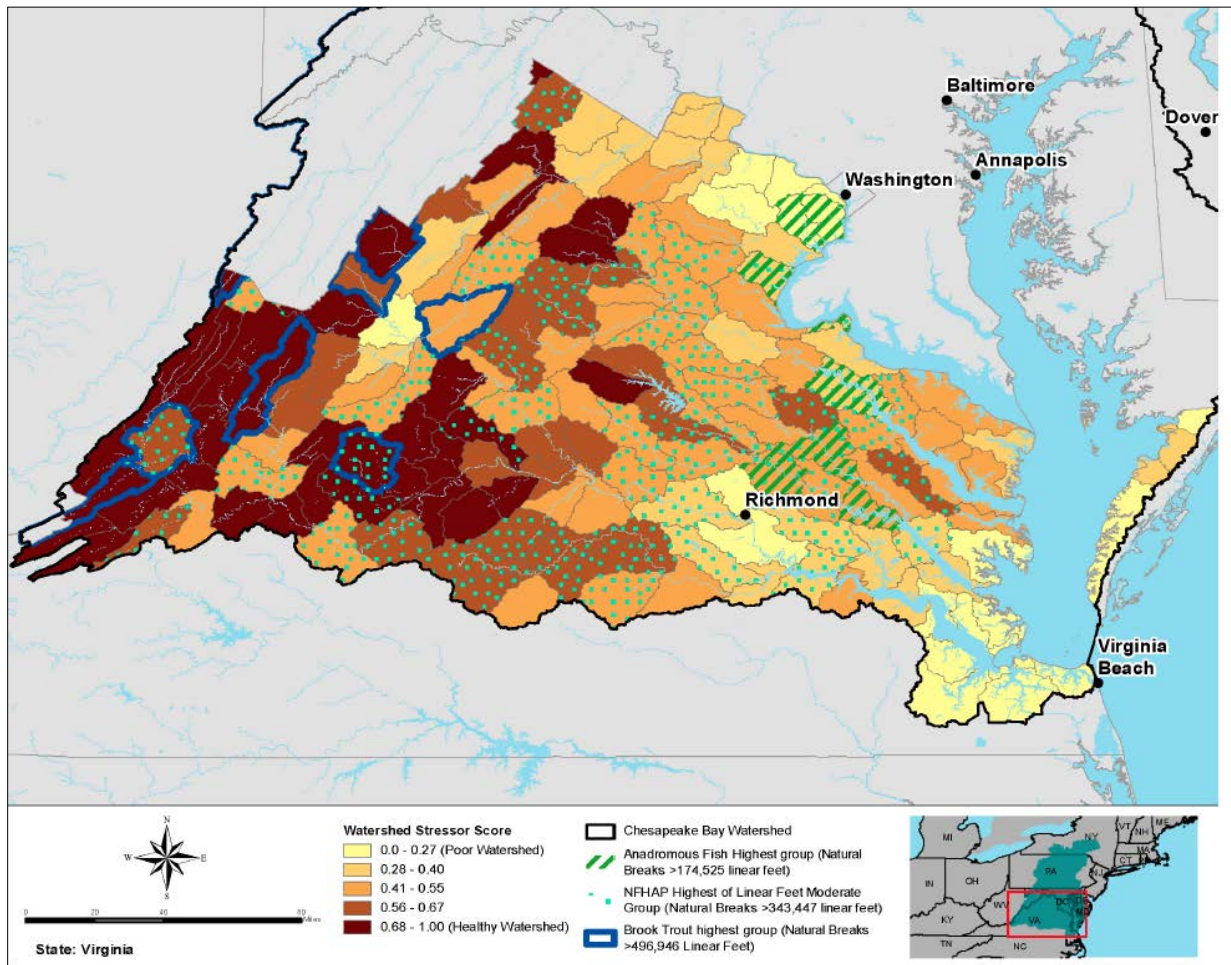 Baltimore
Dover
Annapolis
Washington
Richmond
Virginia
Beach
N
W E
S
0 20 40 80
Miles
State: Virginia
Watershed Stressor Score
0.0 - 0.27 (Poor Watershed)
0.28 - 0.40
0.41 - 0.55
0.56 - 0.67
0.68 - 1.00 (Healthy Watershed)
Chesapeake Bay Watershed
Anadromous Fish Highest group (Natural
Breaks >174,525 linear feet)
NFHAP Highest of Linear Feet Moderate
Group (Natural Breaks >343,447 linear feet)
Brook Trout highest group (Natural Breaks
>496,946 Linear Feet)
MI
NY
VT
NH
ME
MA
CT
PA
NJ
IN
OH
WV
DC
KY
VA
TN
NC